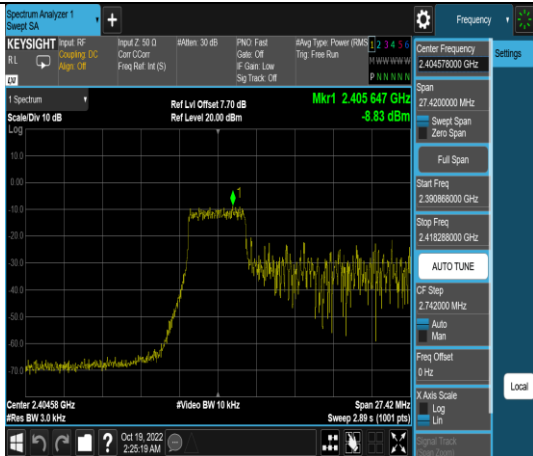 Spectrum Analyzer 1
Swept SA
Frequency
KEYSIGHT
Input: RF
Coupling: DC
Align: Off
Input Z: 50 Ω
Corr CCorr
Freq Ref: Int (S)
#Atten: 30 dB
PNO: Fast
Gate: Off
IF Gain: Low
Sig Track: Off
#Avg Type: Power (RMS
Trig: Free Run
1 2 3 4 5 6
M W W W W W
P N N N N N
RL
LXI
1 Spectrum
Scale/Div 10 dB
Log
Ref Lvl Offset 7.70 dB
Ref Level 20.00 dBm
Mkr1 2.405 647 GHz
-8.83 dBm
10.0
0.00
-10.0
-20.0
-30.0
-40.0
-50.0
-60.0
-70.0
1
Center 2.40458 GHz
#Res BW 3.0 kHz
#Video BW 10 kHz
Span 27.42 MHz
Sweep 2.89 s (1001 pts)
Oct 19, 2022
2:25:19 AM
Center Frequency
2.404578000 GHz
Span
27.4200000 MHz
Swept Span
Zero Span
Full Span
Start Freq
2.390868000 GHz
Stop Freq
2.418288000 GHz
AUTO TUNE
CF Step
2.742000 MHz
Auto
Man
Freq Offset
0 Hz
X Axis Scale
Log
Lin
Signal Track
(Span Zoom)
Settings
Local